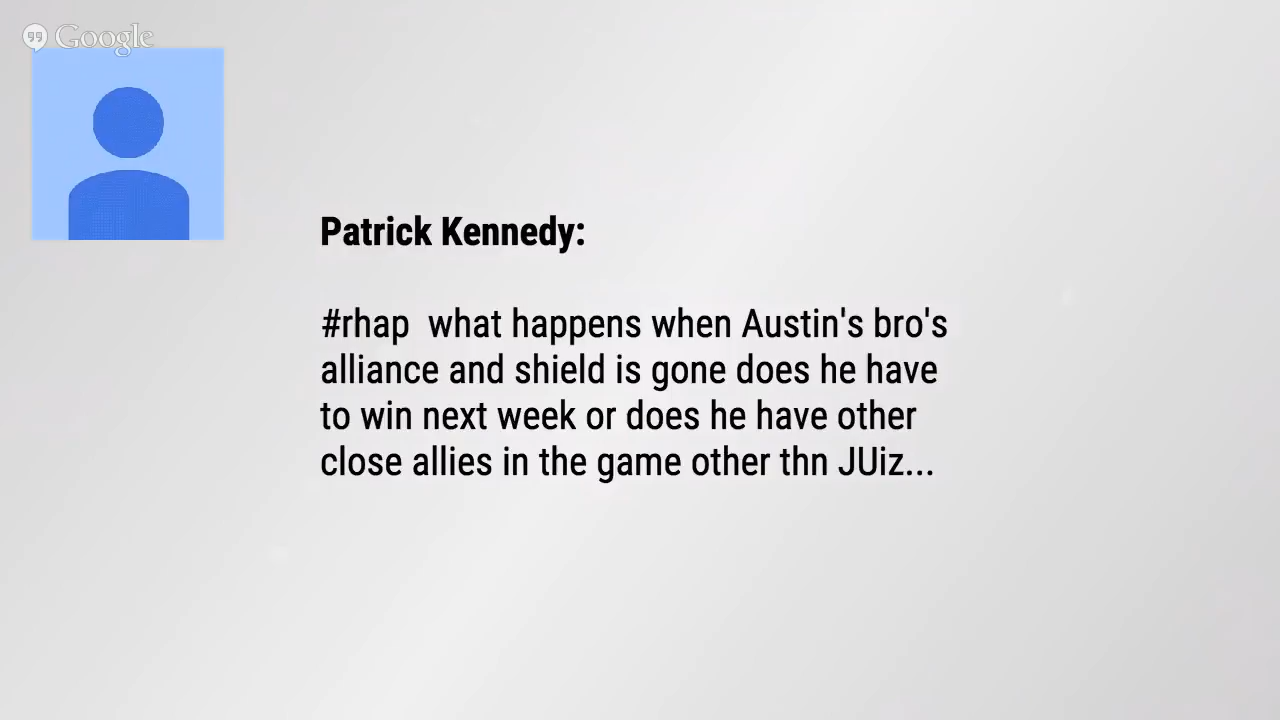 Google
Patrick Kennedy:
#rhap  what happens when Austin's bro's
alliance and shield is gone does he have
to win next week or does he have other
close allies in the game other thn JUiz...